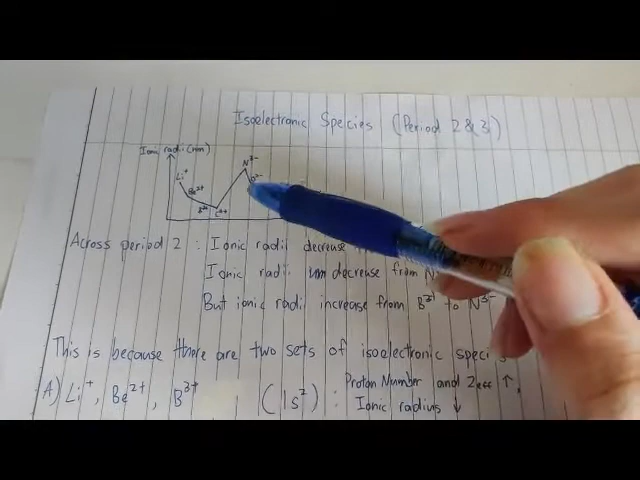 Isoelectronic Species (Period 2 & 3)
Ionic radii (nm)
N³⁻
Li⁺
O²⁻
Be²⁺
B³⁺ C⁴⁺
Across period 2 : Ionic radii decrease
Ionic radii decrease from N
But ionic radii increase from B³⁺ to N³⁻
This is because there are two sets of isoelectronic speci
A) Li⁺, Be²⁺, B³⁺ (1s²) : Proton Number and Zeff ↑,
Ionic radius ↓